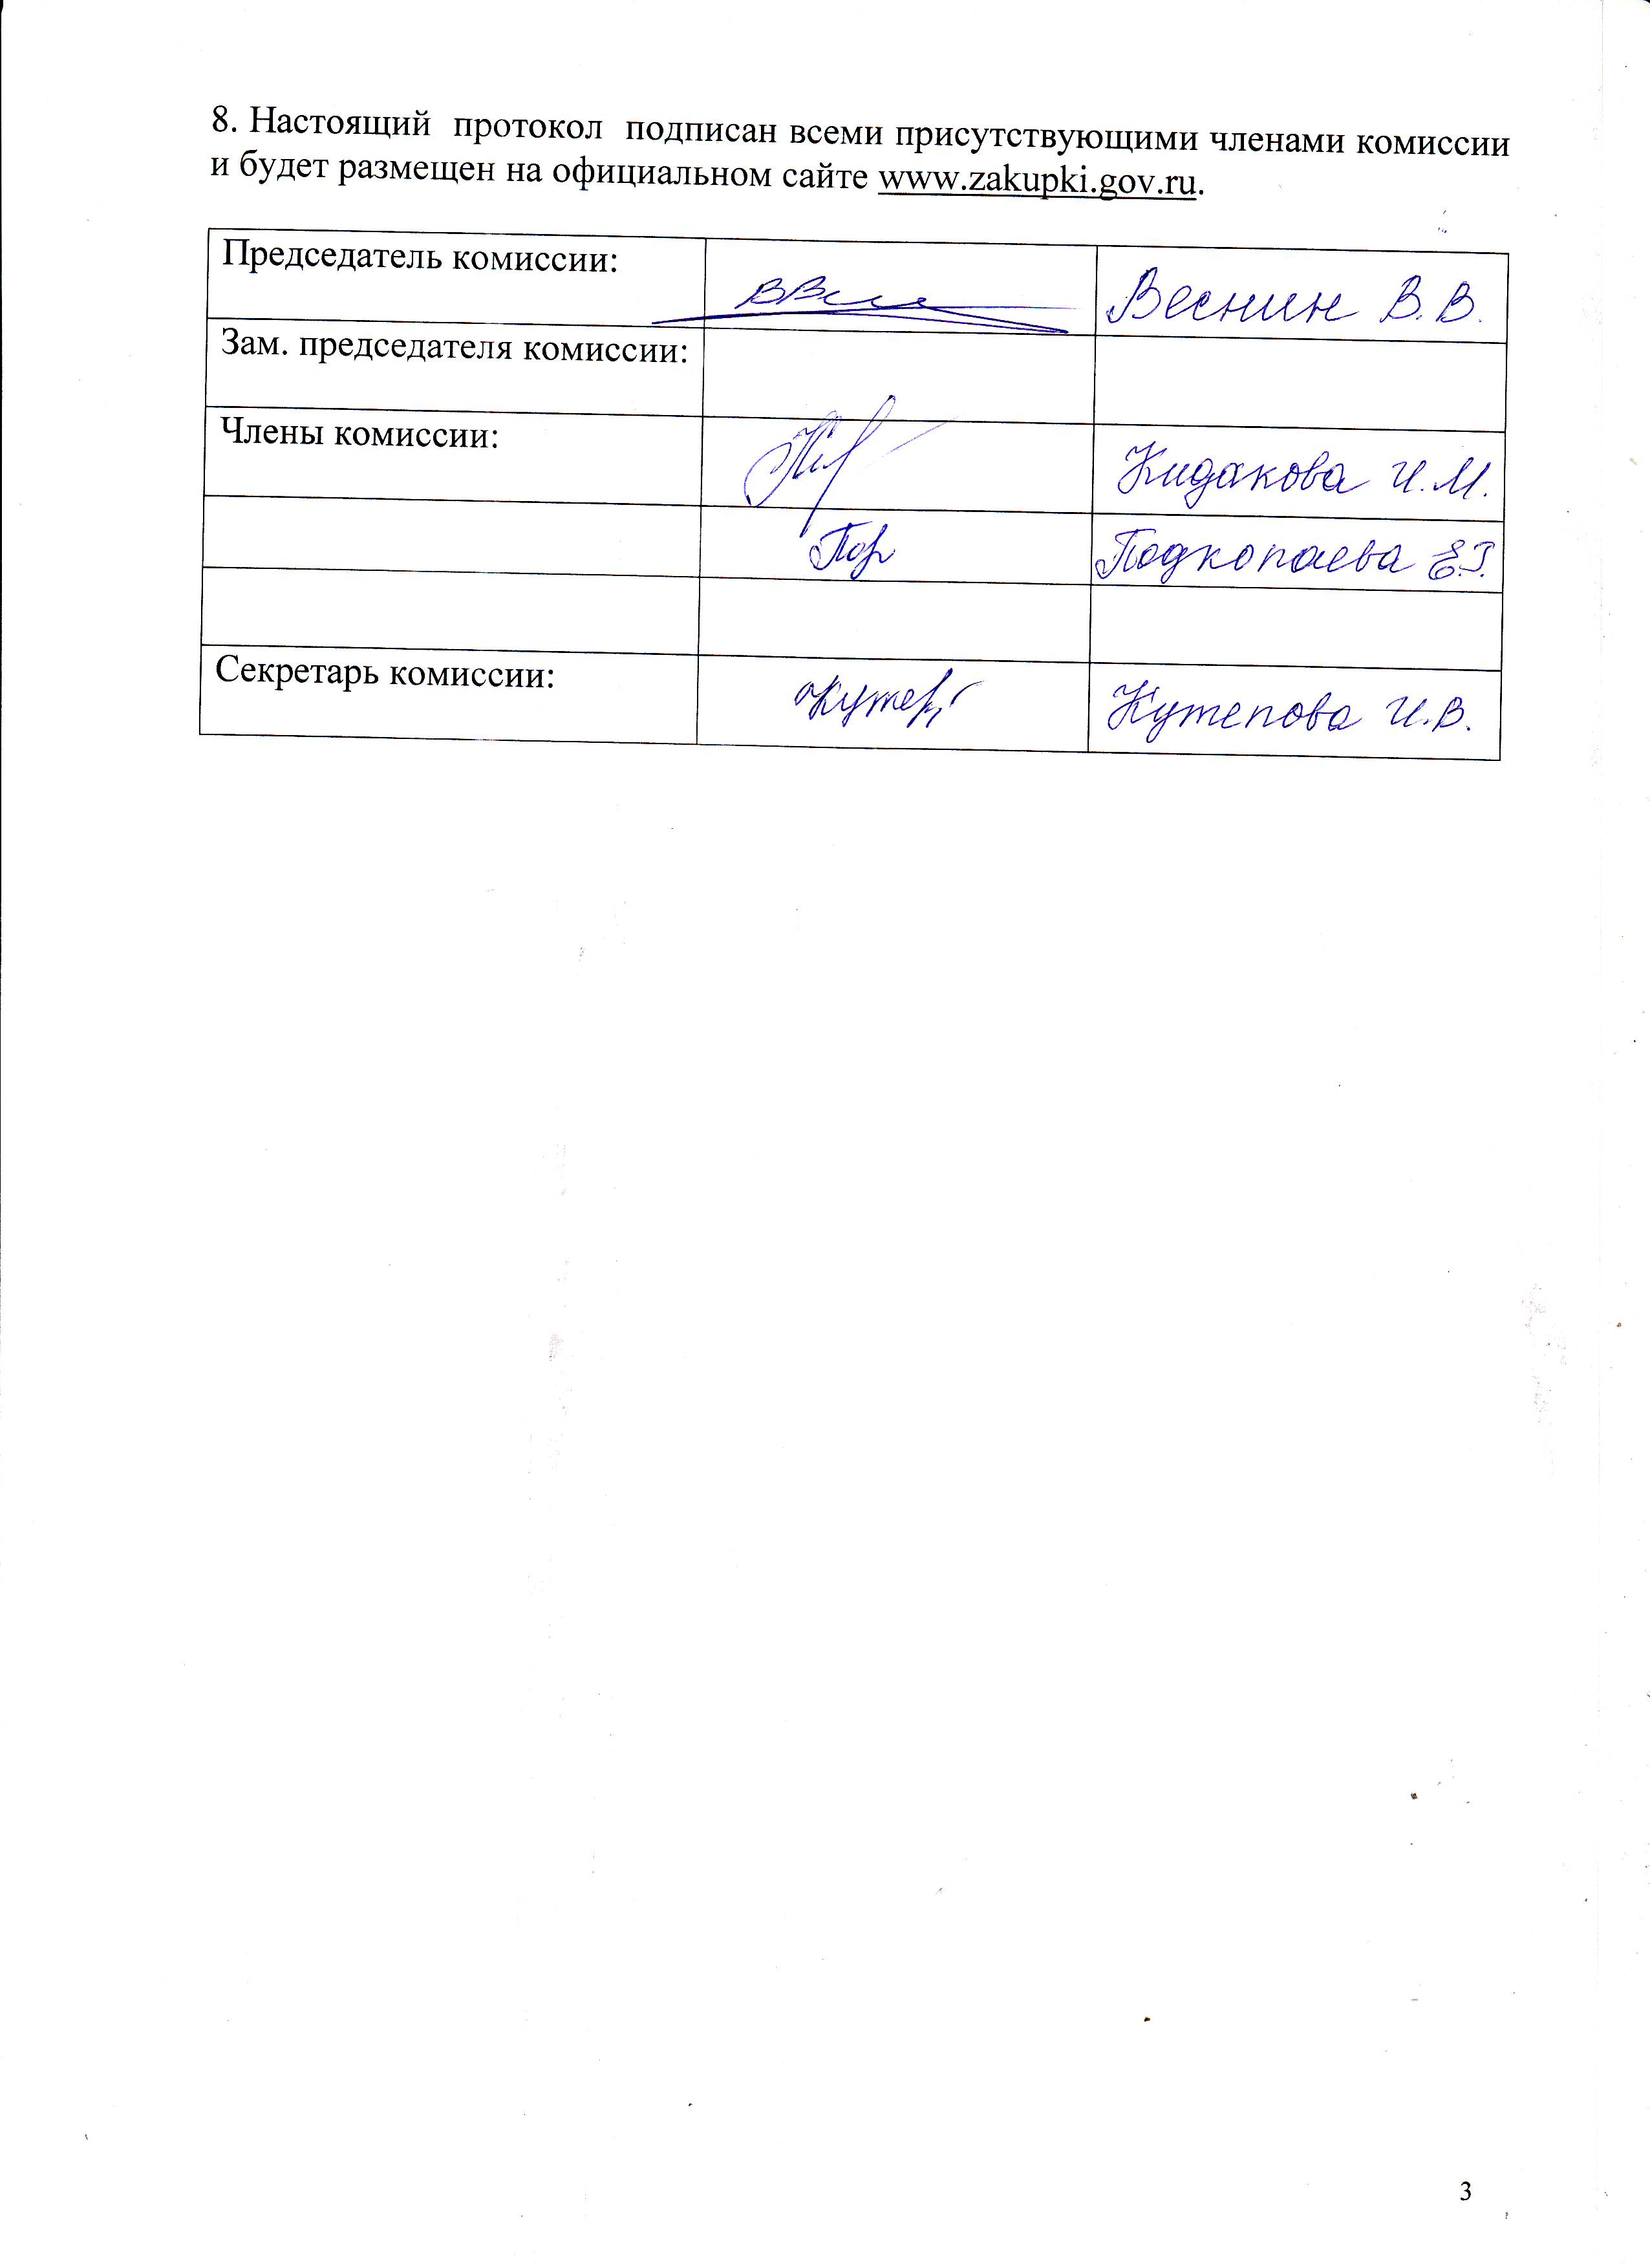 8. Настоящий протокол подписан всеми присутствующими членами комиссии
и будет размещен на официальном сайте www.zakupki.gov.ru.
Председатель комиссии: Веснин В.В.
Зам. председателя комиссии:
Члены комиссии: Кидакова И.М.
Подкопаева Е.Г.
Секретарь комиссии: Кутепова И.В.
3